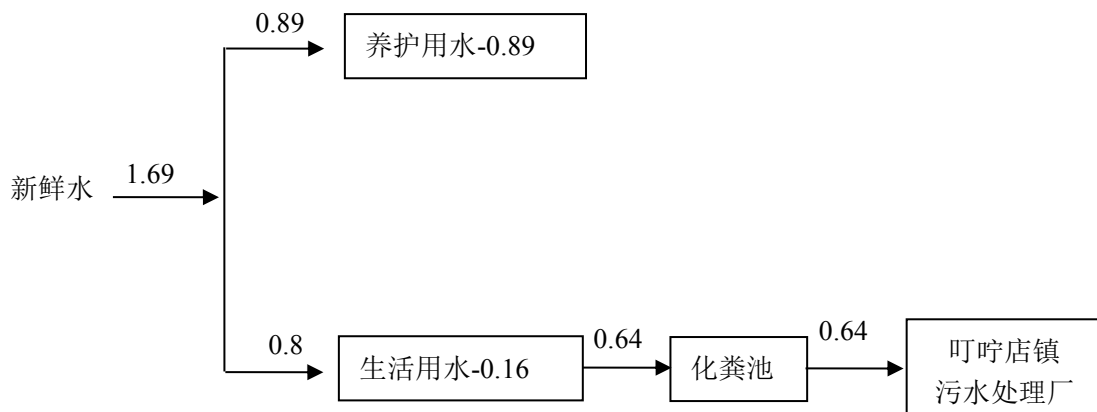 0.89
养护用水-0.89
新鲜水
1.69
0.8
生活用水-0.16
0.64
化粪池
0.64
叮咛店镇
污水处理厂